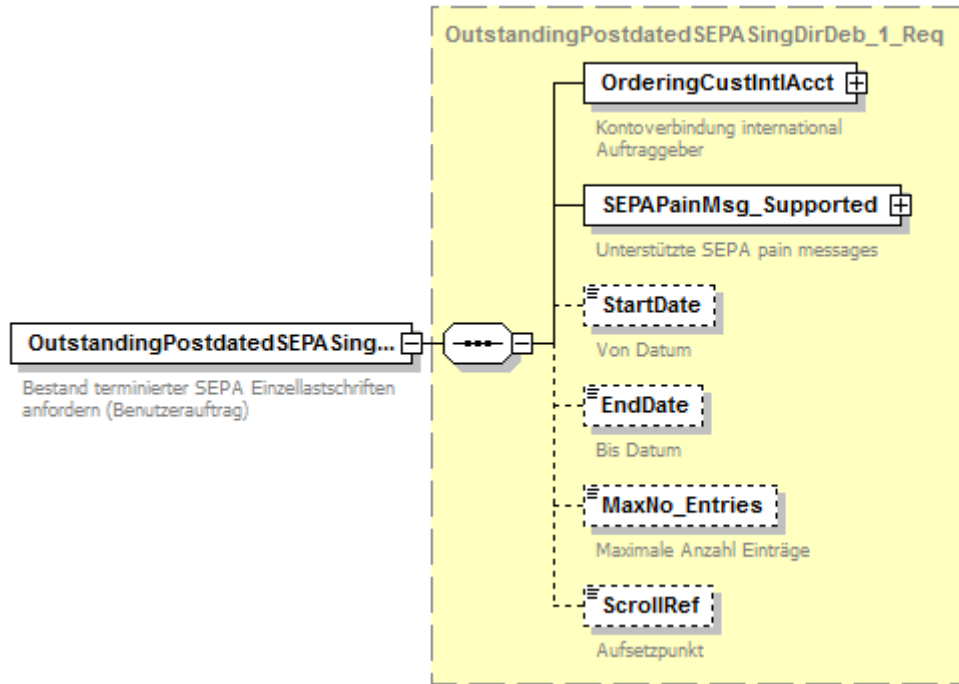 OutstandingPostdatedSEPASingDirDeb_1_Req
OrderingCustIntlAcct
Kontoverbindung international
Auftraggeber
SEPAPainMsg_Supported
Unterstützte SEPA pain messages
StartDate
Von Datum
OutstandingPostdatedSEPASing...
Bestand terminierter SEPA Einzellastschriften
anfordern (Benutzerauftrag)
EndDate
Bis Datum
MaxNo_Entries
Maximale Anzahl Einträge
ScrollRef
Aufsetzpunkt